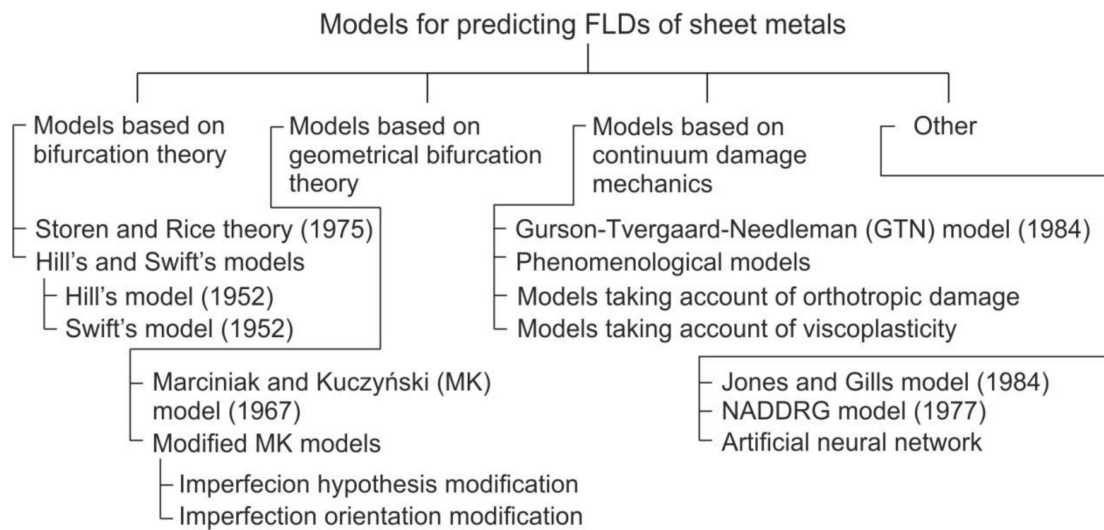 Models for predicting FLDs of sheet metals
Models based on
bifurcation theory
Storen and Rice theory (1975)
Hill's and Swift's models
Hill's model (1952)
Swift's model (1952)
Models based on
geometrical bifurcation
theory
Marciniak and Kuczyński (MK)
model (1967)
Modified MK models
Imperfecion hypothesis modification
Imperfection orientation modification
Models based on
continuum damage
mechanics
Gurson-Tvergaard-Needleman (GTN) model (1984)
Phenomenological models
Models taking account of orthotropic damage
Models taking account of viscoplasticity
Other
Jones and Gills model (1984)
NADDRG model (1977)
Artificial neural network